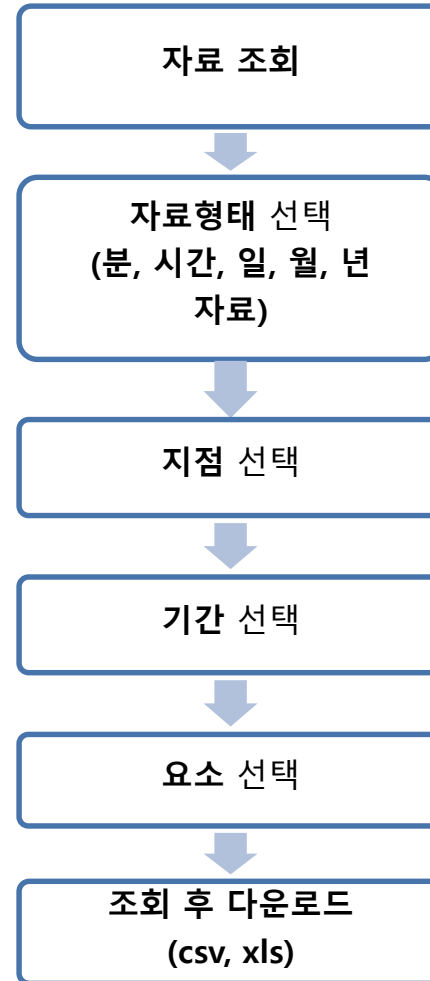 자료 조회
자료형태 선택
(분, 시간, 일, 월, 년
자료)
지점 선택
기간 선택
요소 선택
조회 후 다운로드
(csv, xls)